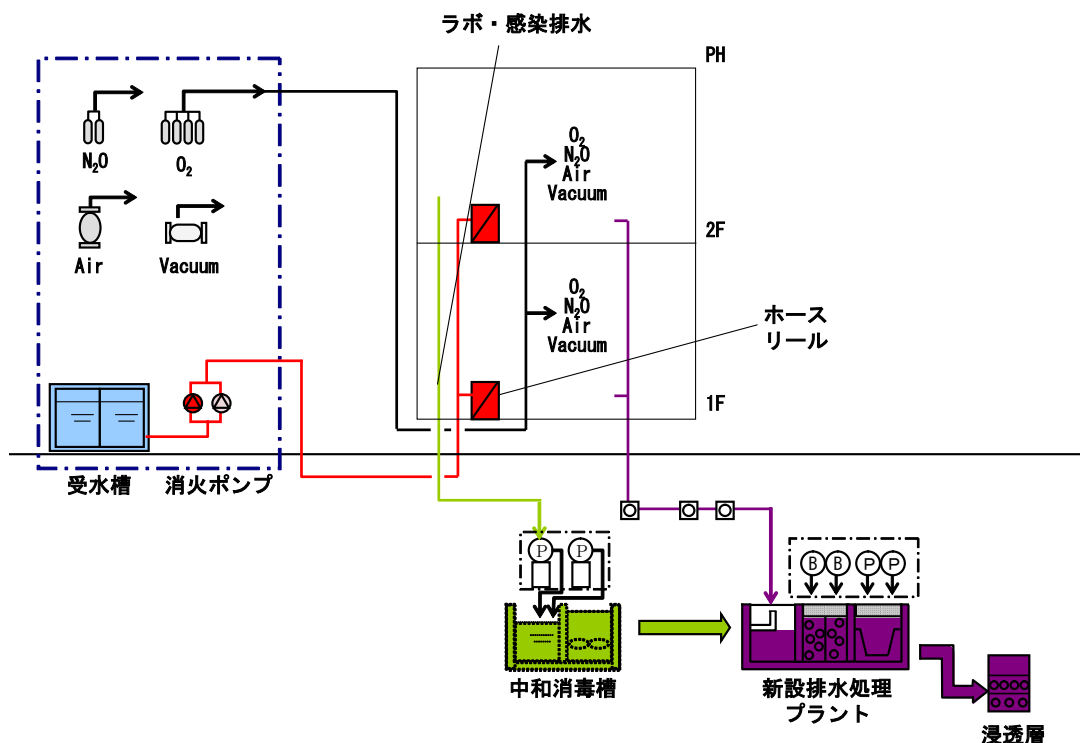 ラボ・感染排水
PH
N₂O
O₂
O₂
N₂O
Air
Vacuum
2F
Air
Vacuum
O₂
N₂O
Air
Vacuum
ホース
リール
1F
受水槽
消火ポンプ
P
P
B
B
P
P
中和消毒槽
新設排水処理
プラント
浸透層